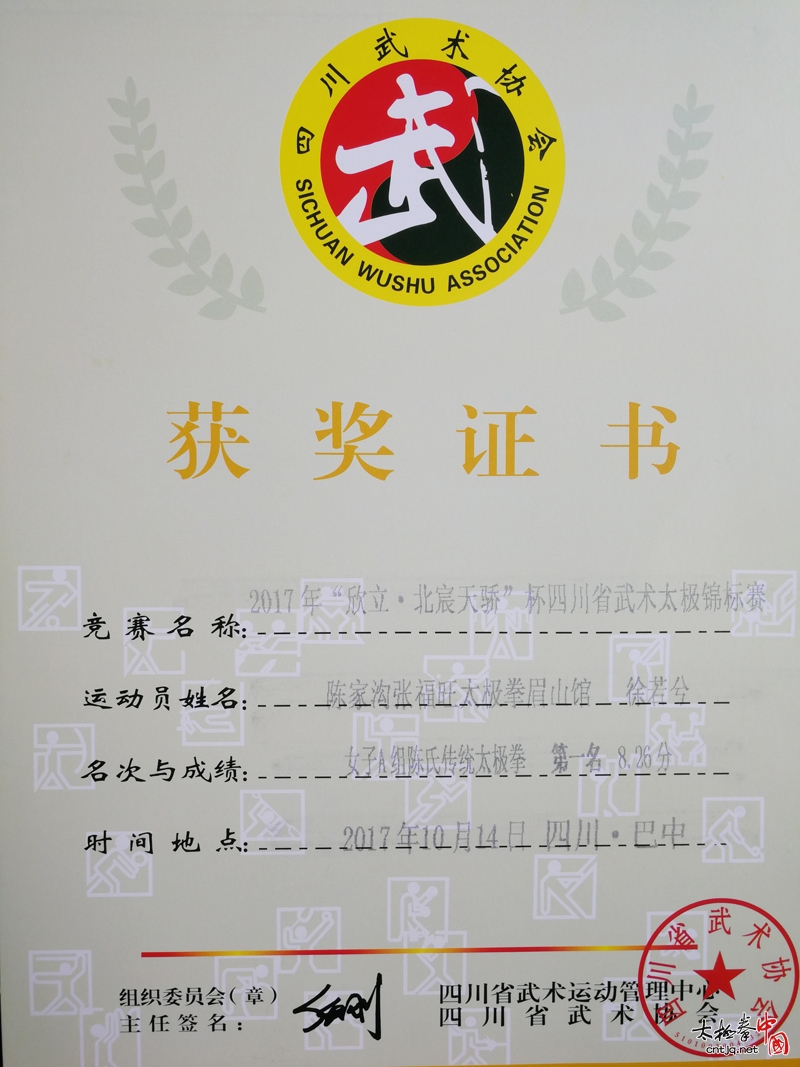 四川武术协会
武
SICHUAN WUSHU ASSOCIATION
获奖证书
竞赛名称: 2017年“欣立·北宸天骄”杯四川省武术太极锦标赛
运动员姓名: 陈家沟张福旺太极拳眉山馆 徐若兮
名次与成绩: 女子A组陈氏传统太极拳 第一名 8.26分
时间地点: 2017年10月14日 四川·巴中
组织委员会(章)
主任签名:
四川省武术运动管理中心
四川省武术协会
四川省武术协会
太极拳中国
cntljq.net